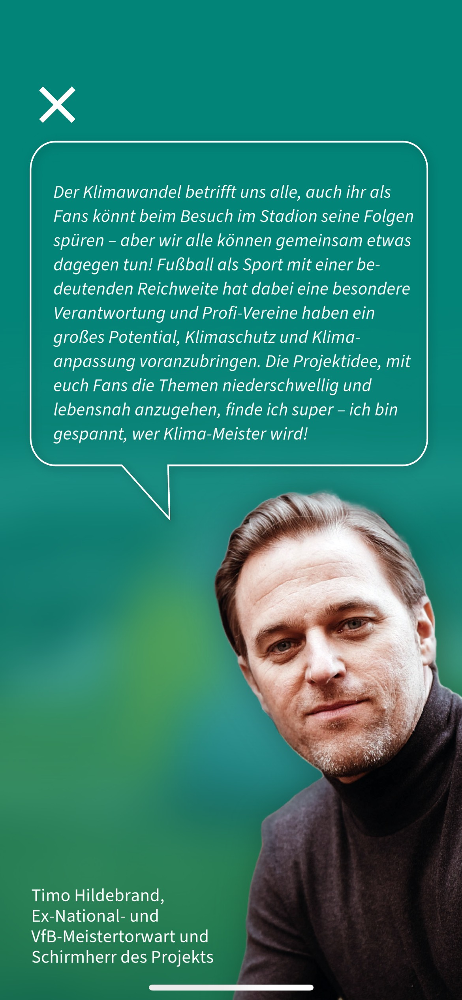 Der Klimawandel betrifft uns alle, auch ihr als
Fans könnt beim Besuch im Stadion seine Folgen
spüren – aber wir alle können gemeinsam etwas
dagegen tun! Fußball als Sport mit einer be-
deutenden Reichweite hat dabei eine besondere
Verantwortung und Profi-Vereine haben ein
großes Potential, Klimaschutz und Klima-
anpassung voranzubringen. Die Projektidee, mit
euch Fans die Themen niederschwellig und
lebensnah anzugehen, finde ich super – ich bin
gespannt, wer Klima-Meister wird!
Timo Hildebrand,
Ex-National- und
VfB-Meistertorwart und
Schirmherr des Projekts